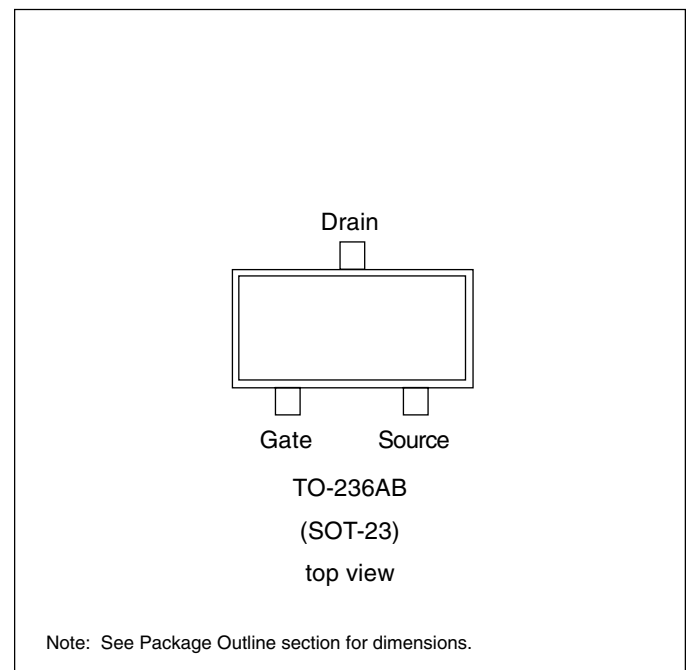 Drain
Gate Source
TO-236AB
(SOT-23)
top view
Note: See Package Outline section for dimensions.